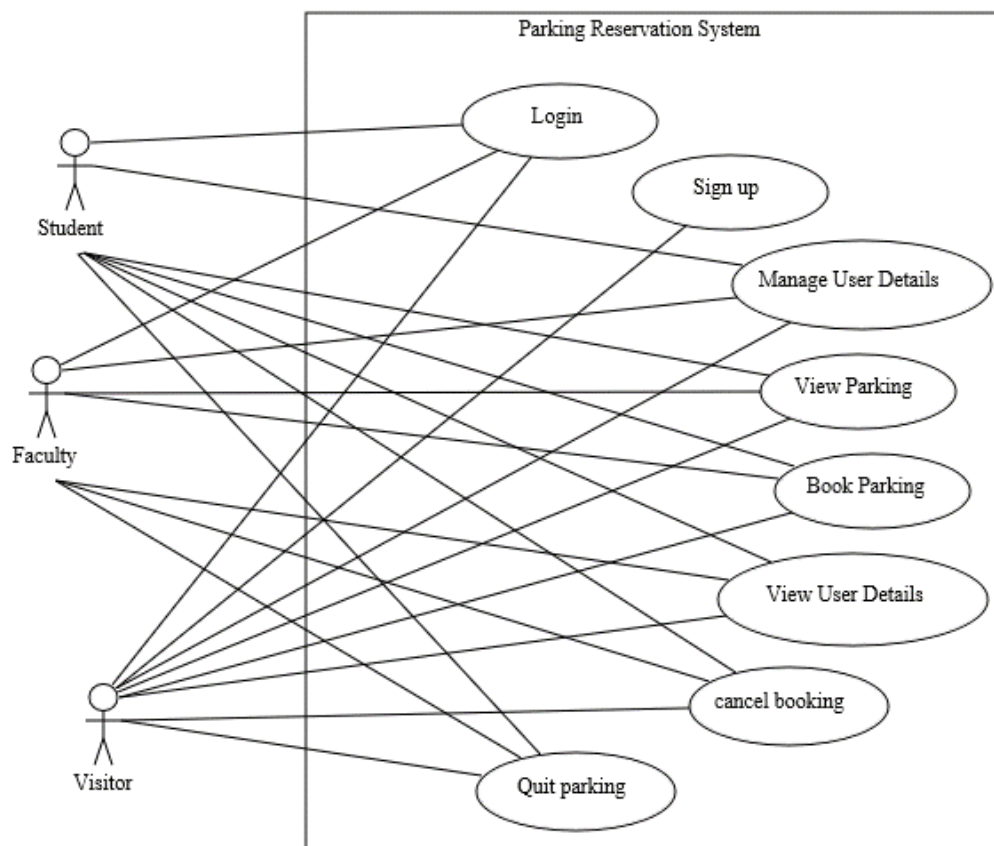 Parking Reservation System
Login
Sign up
Student
Manage User Details
View Parking
Faculty
Book Parking
View User Details
cancel booking
Visitor
Quit parking